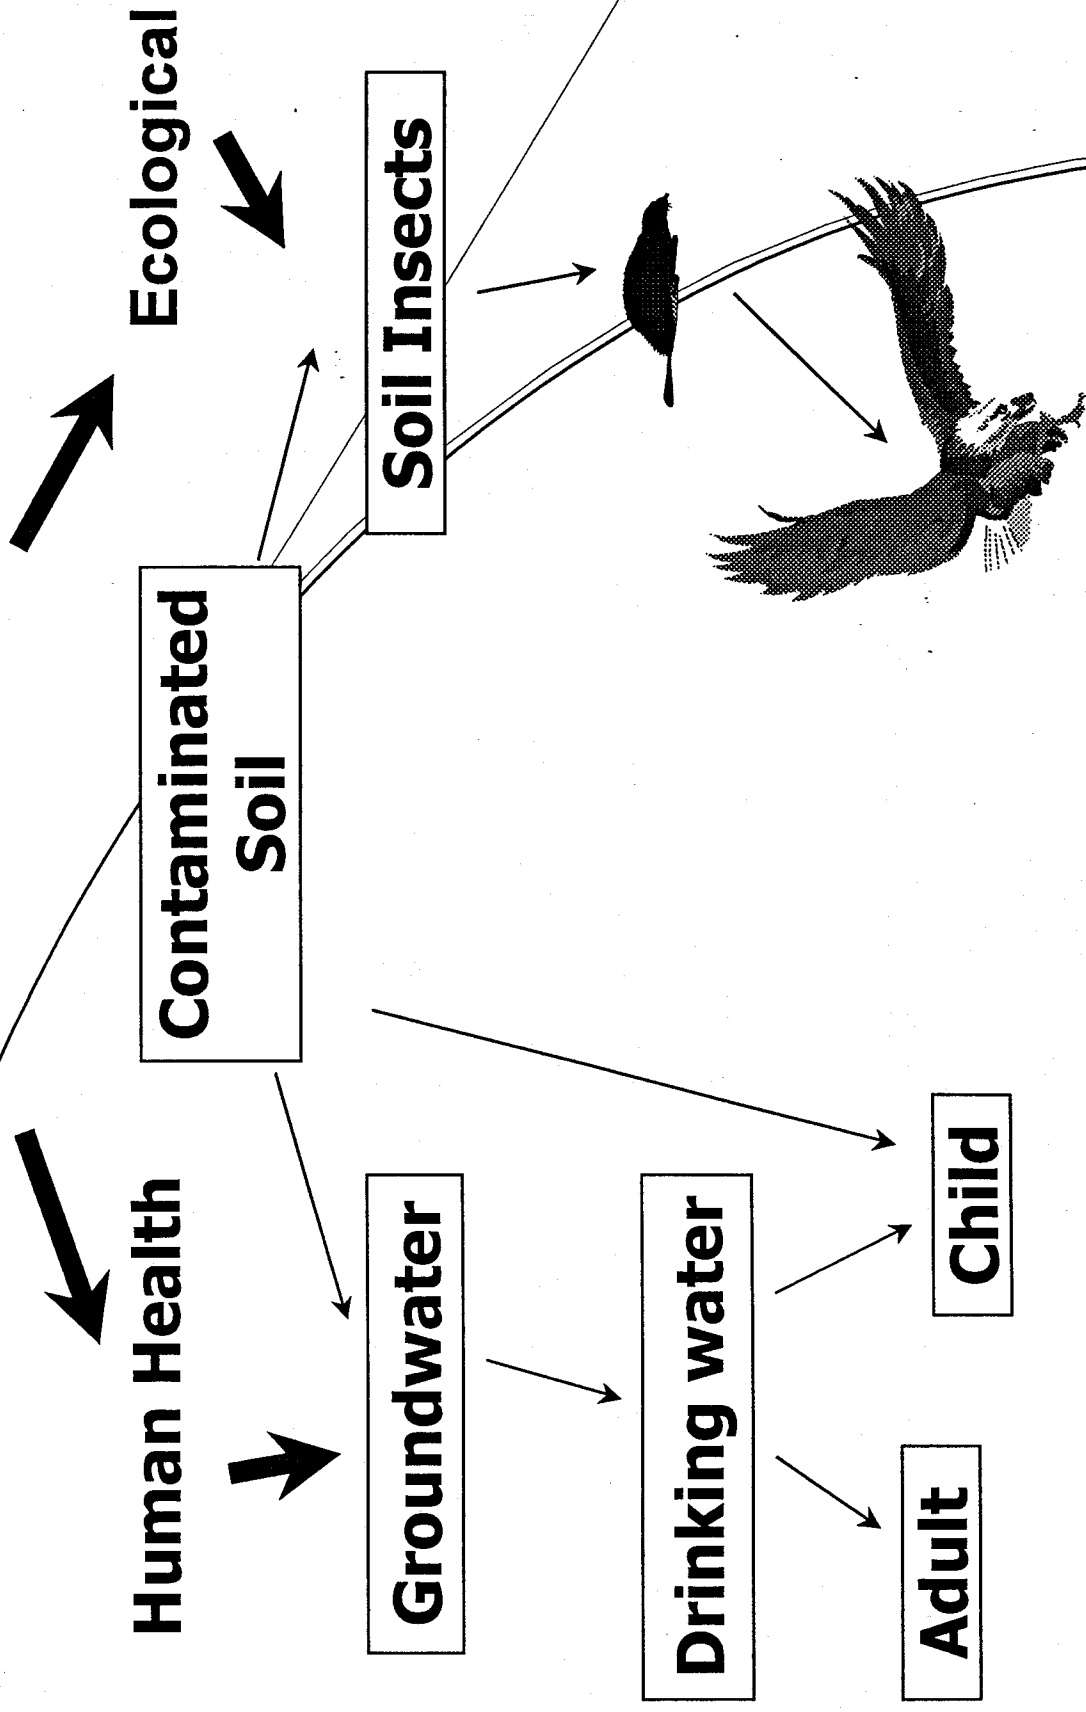 Human Health
Ecological
Contaminated
Soil
Groundwater
Soil Insects
Drinking water
Adult
Child